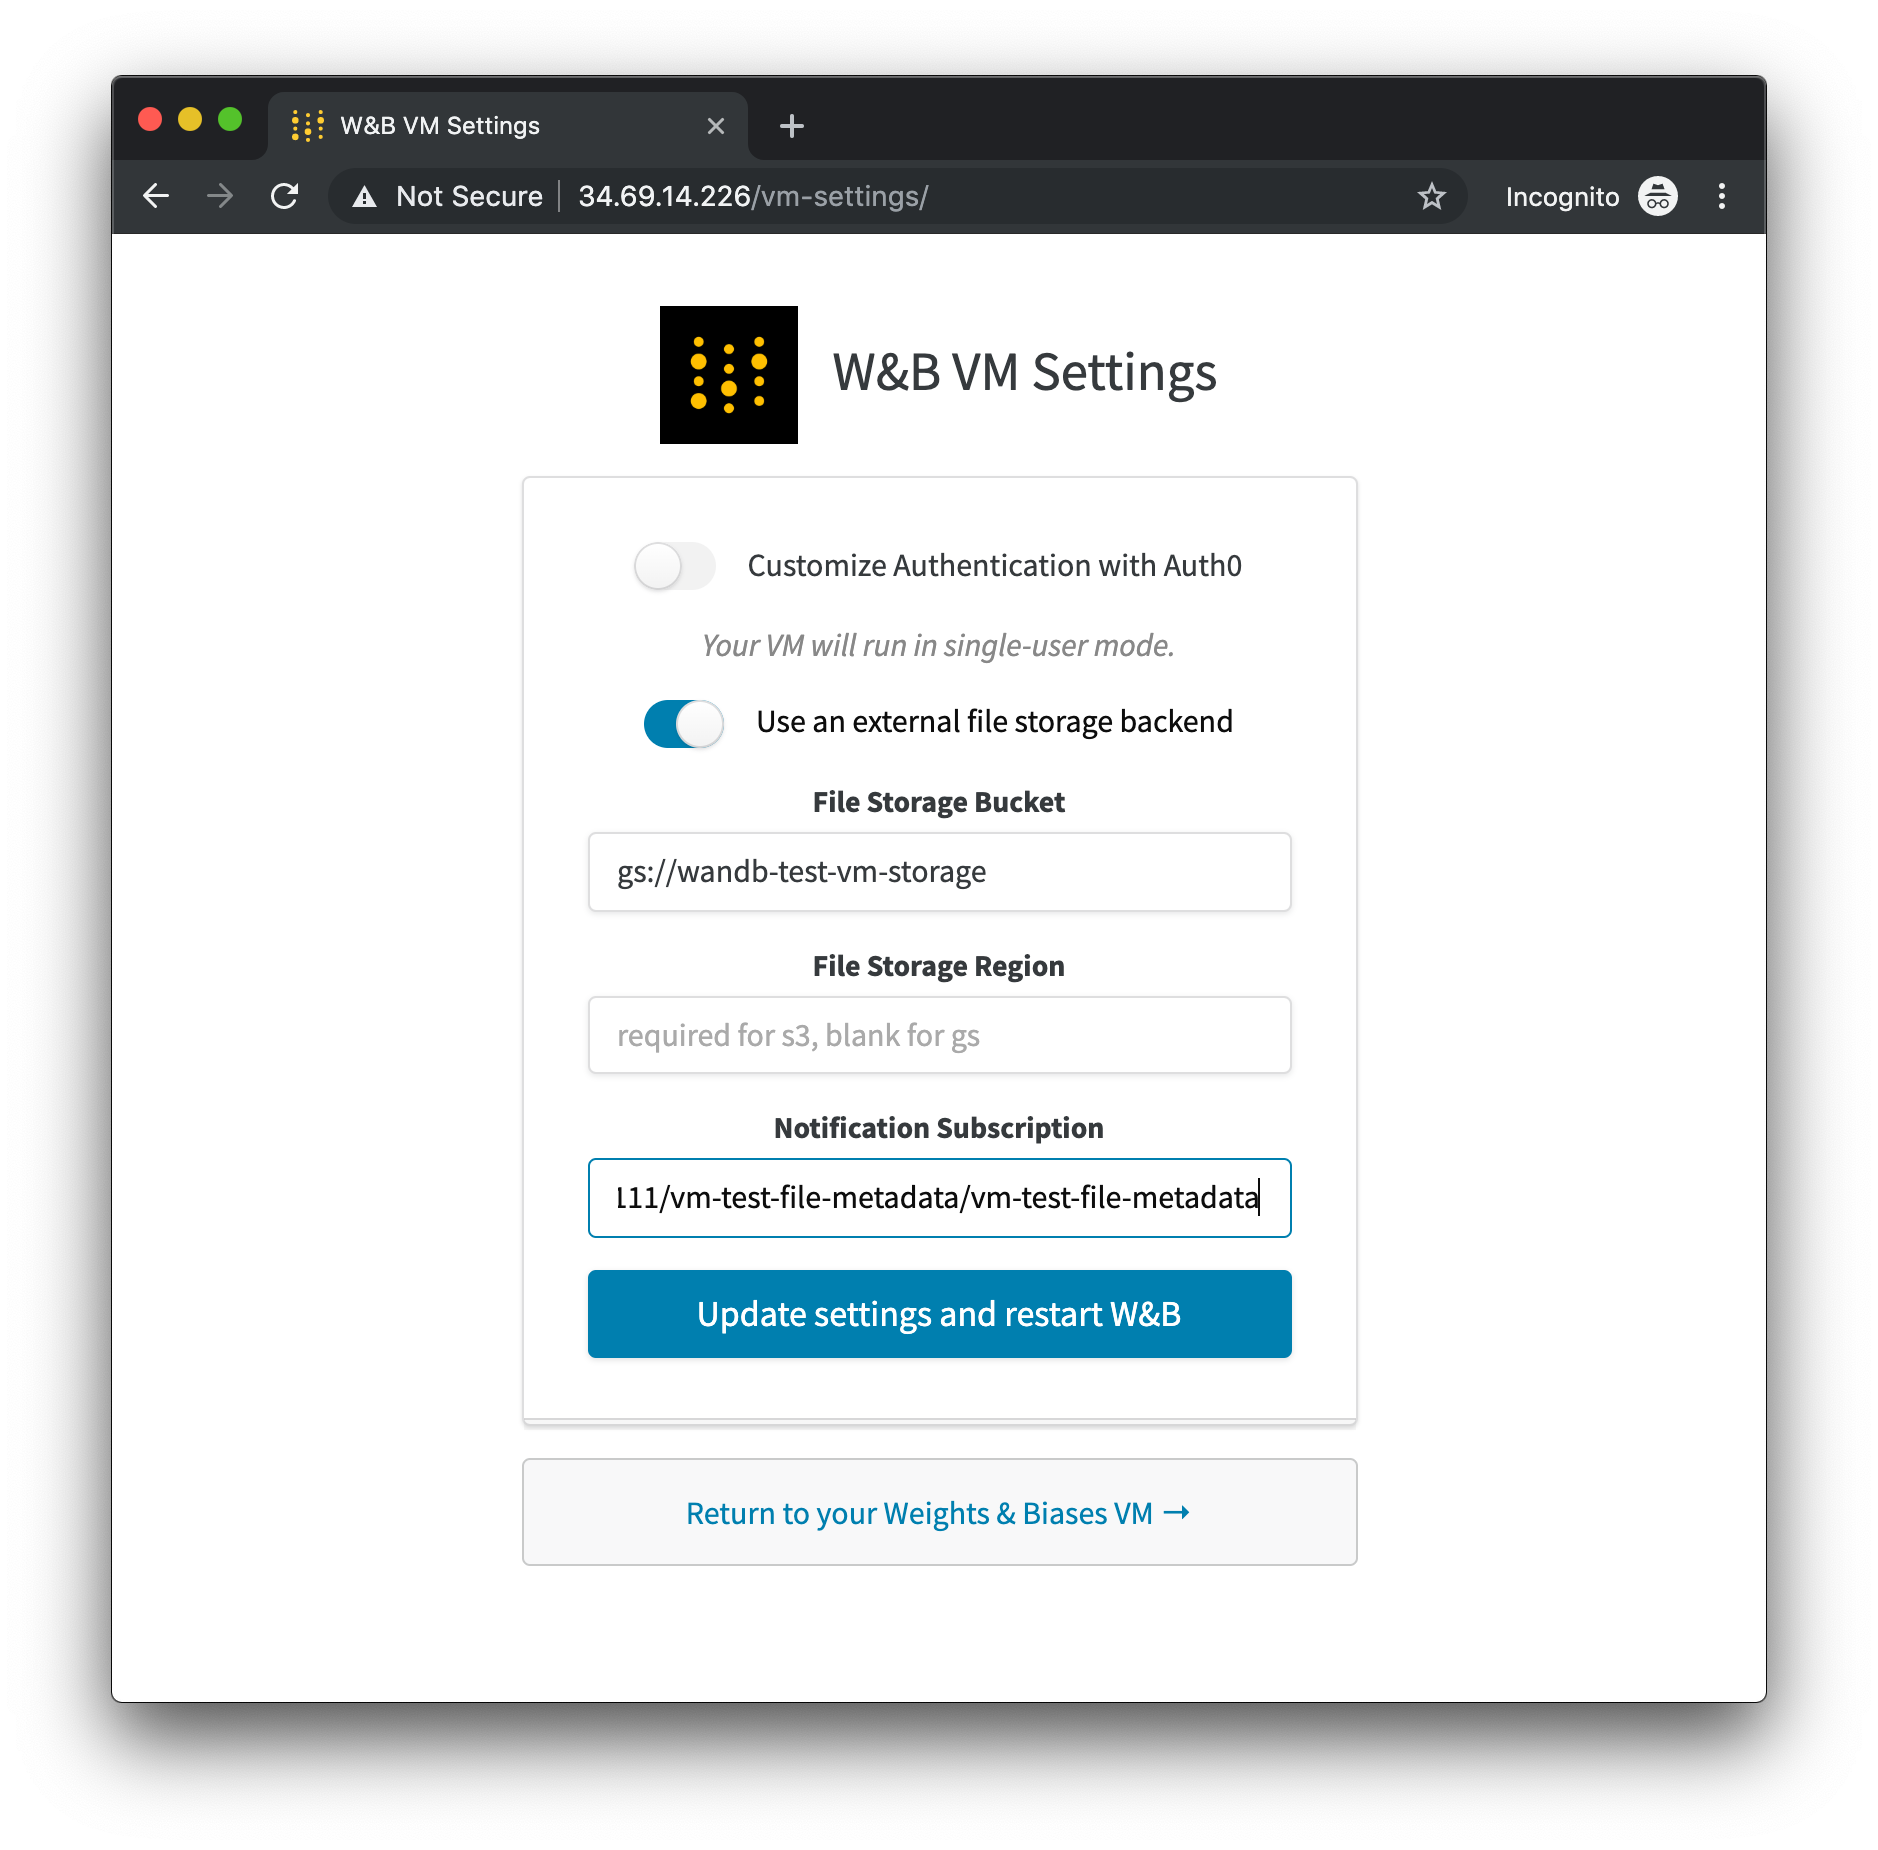 W&B VM Settings
Not Secure
34.69.14.226/vm-settings/
Incognito
W&B VM Settings
Customize Authentication with Auth0
Your VM will run in single-user mode.
Use an external file storage backend
File Storage Bucket
gs://wandb-test-vm-storage
File Storage Region
required for s3, blank for gs
Notification Subscription
111/vm-test-file-metadata/vm-test-file-metadata
Update settings and restart W&B
Return to your Weights & Biases VM →